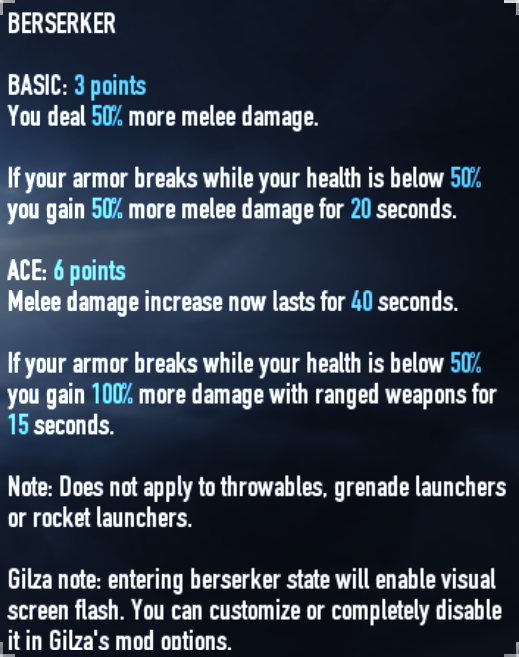 BERSERKER
BASIC: 3 points
You deal 50% more melee damage.
If your armor breaks while your health is below 50%
you gain 50% more melee damage for 20 seconds.
ACE: 6 points
Melee damage increase now lasts for 40 seconds.
If your armor breaks while your health is below 50%
you gain 100% more damage with ranged weapons for
15 seconds.
Note: Does not apply to throwables, grenade launchers
or rocket launchers.
Gilza note: entering berserker state will enable visual
screen flash. You can customize or completely disable
it in Gilza's mod options.